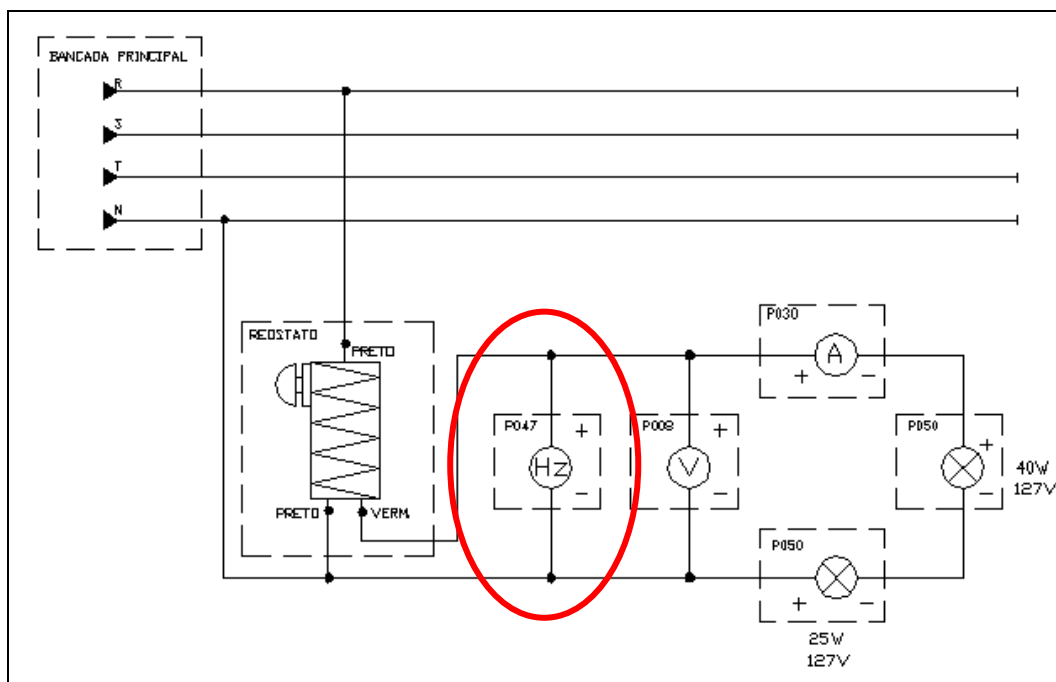 BANCADA PRINCIPAL
R
S
T
N
REOSTATO
PRETO
PRETO
VERM.
P047
+
Hz
-
P008
+
V
-
P030
A
+ -
P050
+
-
40W
127V
P050
+ -
25W
127V